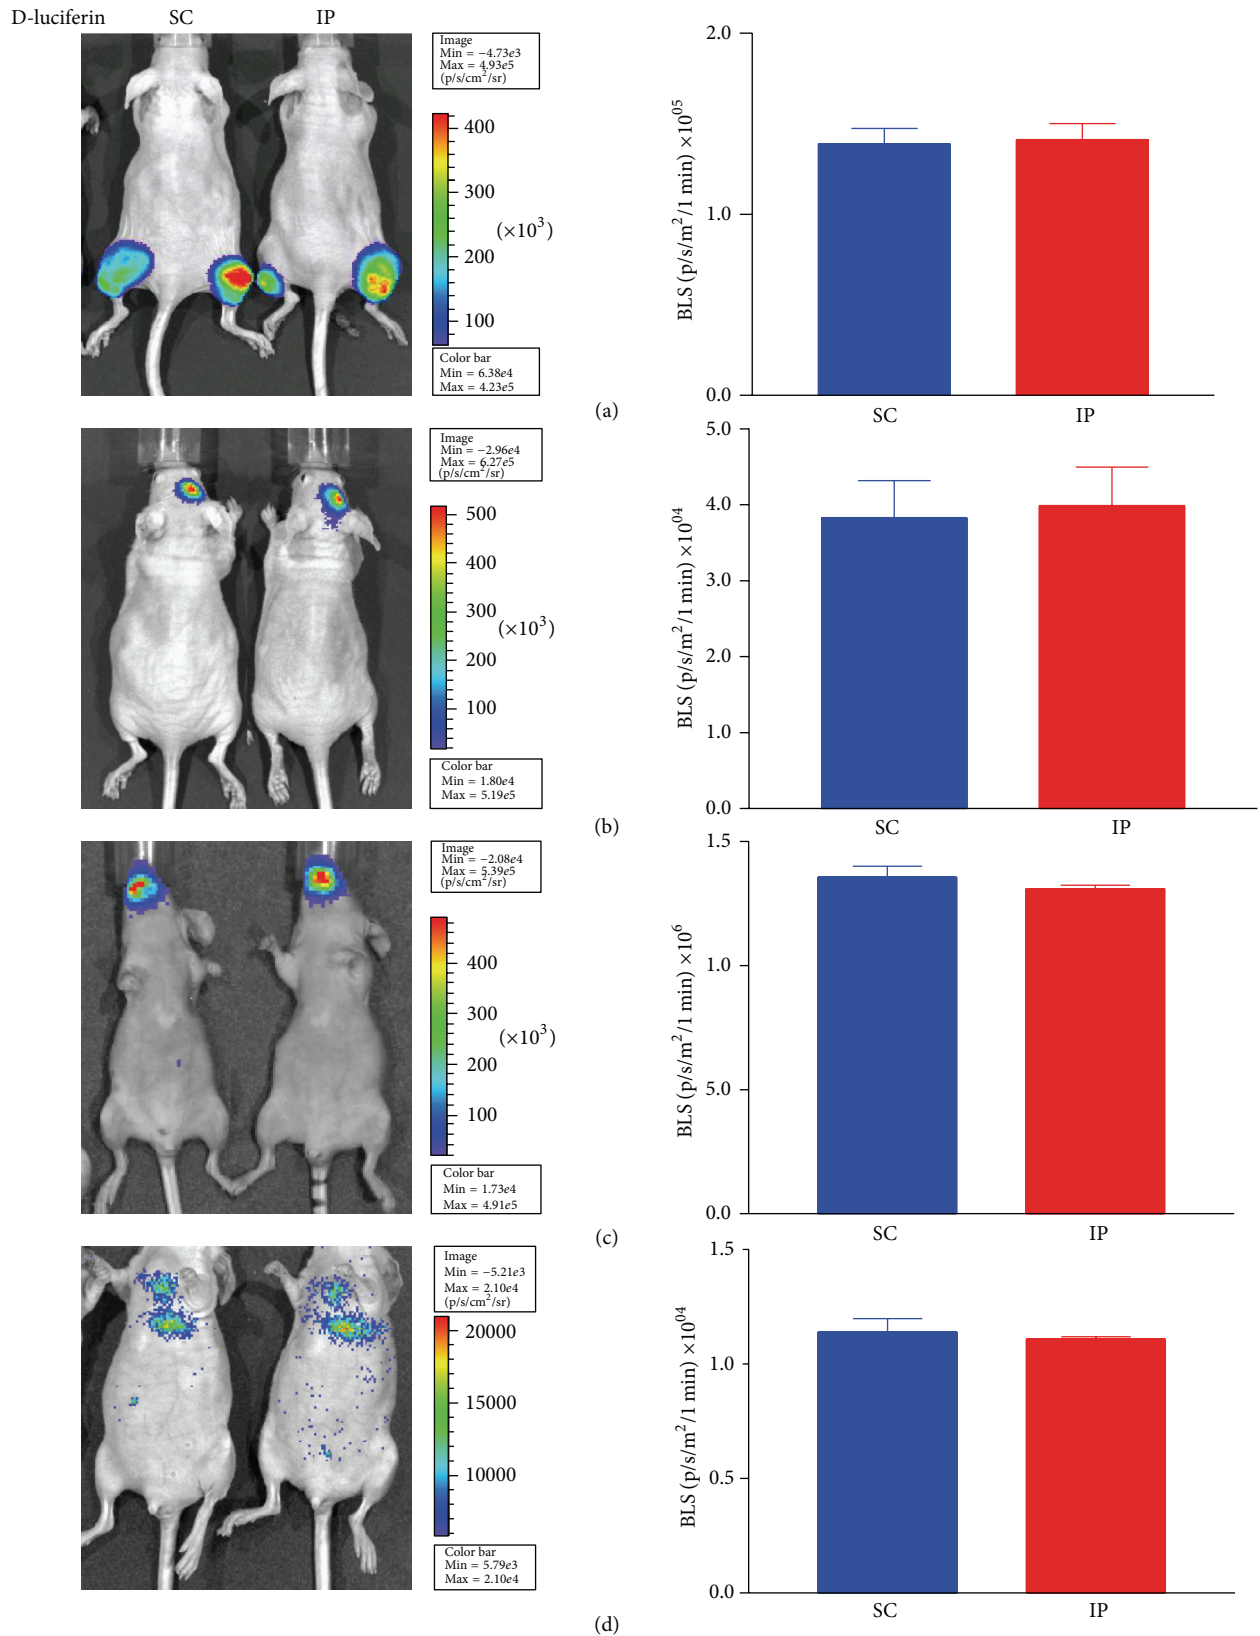 D-luciferin SC IP
Image
Min = −4.73e3
Max = 4.93e5
(p/s/cm²/sr)
400
300
200
100
(×10³)
Color bar
Min = 6.38e4
Max = 4.23e5
BLS (p/s/m²/1 min) ×10⁰⁵
2.0
1.0
0.0
SC IP
(a)
Image
Min = −2.96e4
Max = 6.27e5
(p/s/cm²/sr)
500
400
300
200
100
(×10³)
Color bar
Min = 1.80e4
Max = 5.19e5
BLS (p/s/m²/1 min) ×10⁰⁴
5.0
4.0
3.0
2.0
1.0
0.0
SC IP
(b)
Image
Min = −2.08e4
Max = 5.39e5
(p/s/cm²/sr)
400
300
200
100
(×10³)
Color bar
Min = 1.73e4
Max = 4.91e5
BLS (p/s/m²/1 min) ×10⁶
1.5
1.0
5.0
0.0
SC IP
(c)
Image
Min = −5.21e3
Max = 2.10e4
(p/s/cm²/sr)
20000
15000
10000
Color bar
Min = 5.79e3
Max = 2.10e4
BLS (p/s/m²/1 min) ×10⁰⁴
1.5
1.0
0.5
0.0
SC IP
(d)